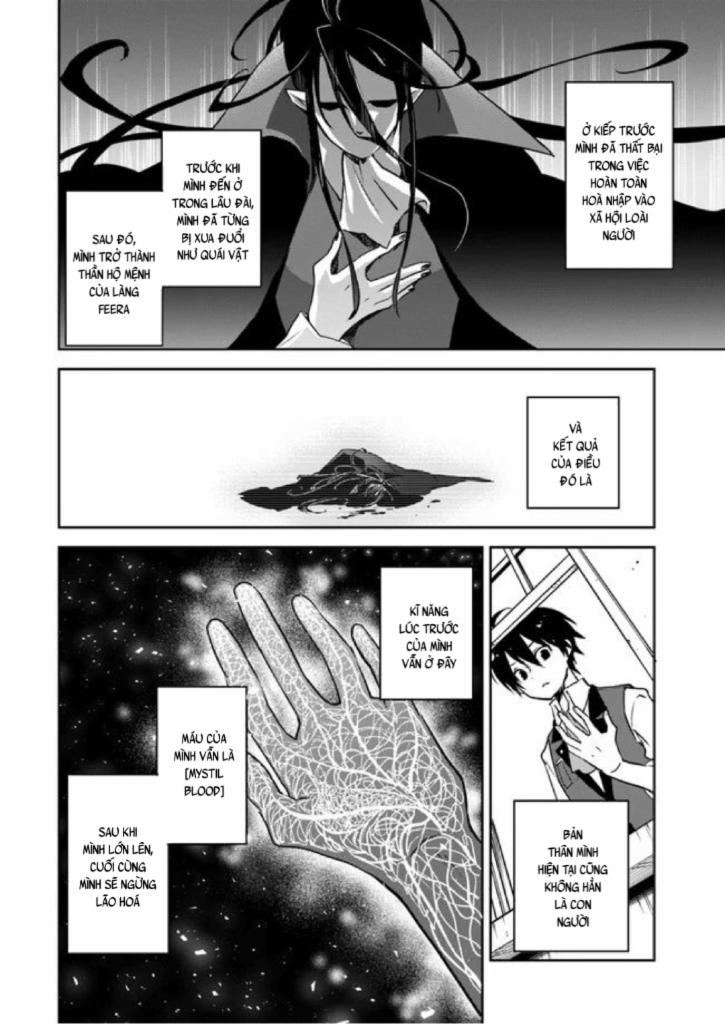 Ở KIẾP TRƯỚC
MÌNH ĐÃ THẤT BẠI
TRONG VIỆC
HOÀN TOÀN
HOÀ NHẬP VÀO
XÃ HỘI LOÀI
NGƯỜI
TRƯỚC KHI
MÌNH ĐẾN Ở
TRONG LÂU ĐÀI,
MÌNH ĐÃ TỪNG
BỊ XUA ĐUỔI
NHƯ QUÁI VẬT
SAU ĐÓ,
MÌNH TRỞ THÀNH
THẦN HỘ MỆNH
CỦA LÀNG
FEERA
VÀ
KẾT QUẢ
CỦA ĐIỀU
ĐÓ LÀ
BẢN
THÂN MÌNH
HIỆN TẠI CŨNG
KHÔNG HẲN
LÀ CON
NGƯỜI
KĨ NĂNG
LÚC TRƯỚC
CỦA MÌNH
VẪN Ở ĐÂY
MÁU CỦA
MÌNH VẪN LÀ
[MYSTIL
BLOOD]
SAU KHI
MÌNH LỚN LÊN,
CUỐI CÙNG
MÌNH SẼ NGỪNG
LÃO HOÁ